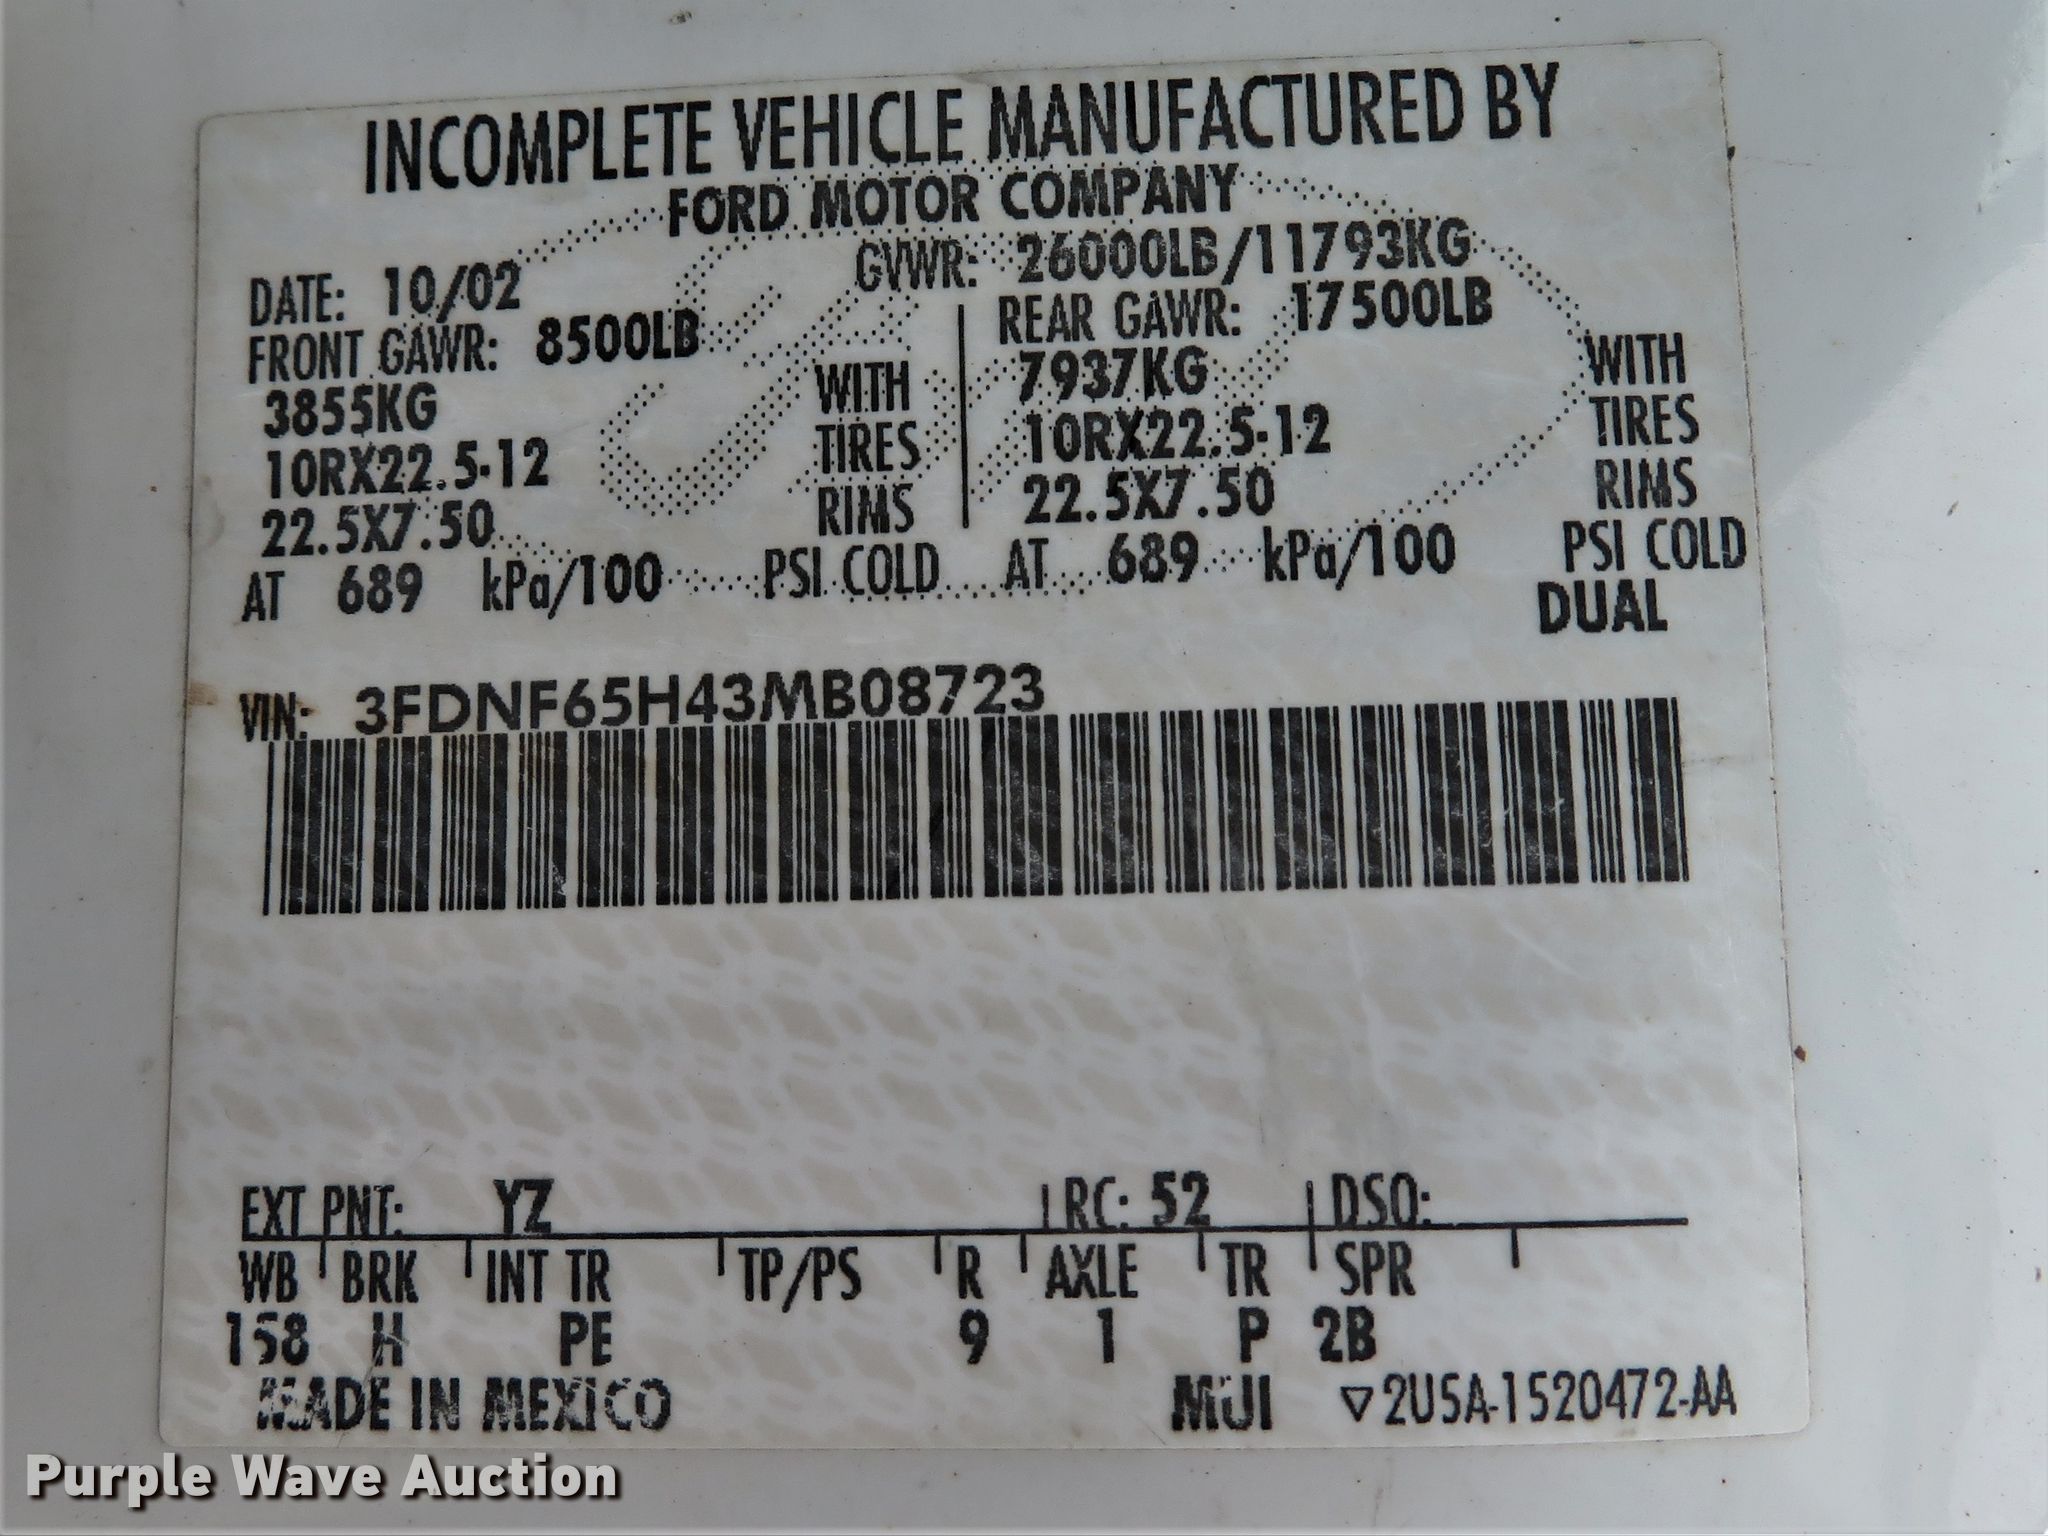 INCOMPLETE VEHICLE MANUFACTURED BY
FORD MOTOR COMPANY
DATE: 10/02 GVWR: 26000LB/11793KG
FRONT GAWR: 8500LB REAR GAWR: 17500LB
3855KG WITH 7937KG WITH
10RX22.5-12 TIRES 10RX22.5-12 TIRES
22.5X7.50 RIMS 22.5X7.50 RIMS
AT 689 kPa/100 PSI COLD AT 689 kPa/100 PSI COLD
DUAL
VIN: 3FDNF65H43MB08723
EXT PNT: YZ RC: 52 DSO:
WB BRK INT TR TP/PS R AXLE TR SPR
158 H PE 9 1 P 2B
MADE IN MEXICO MUI ▽2U5A-1520472-AA
Purple Wave Auction